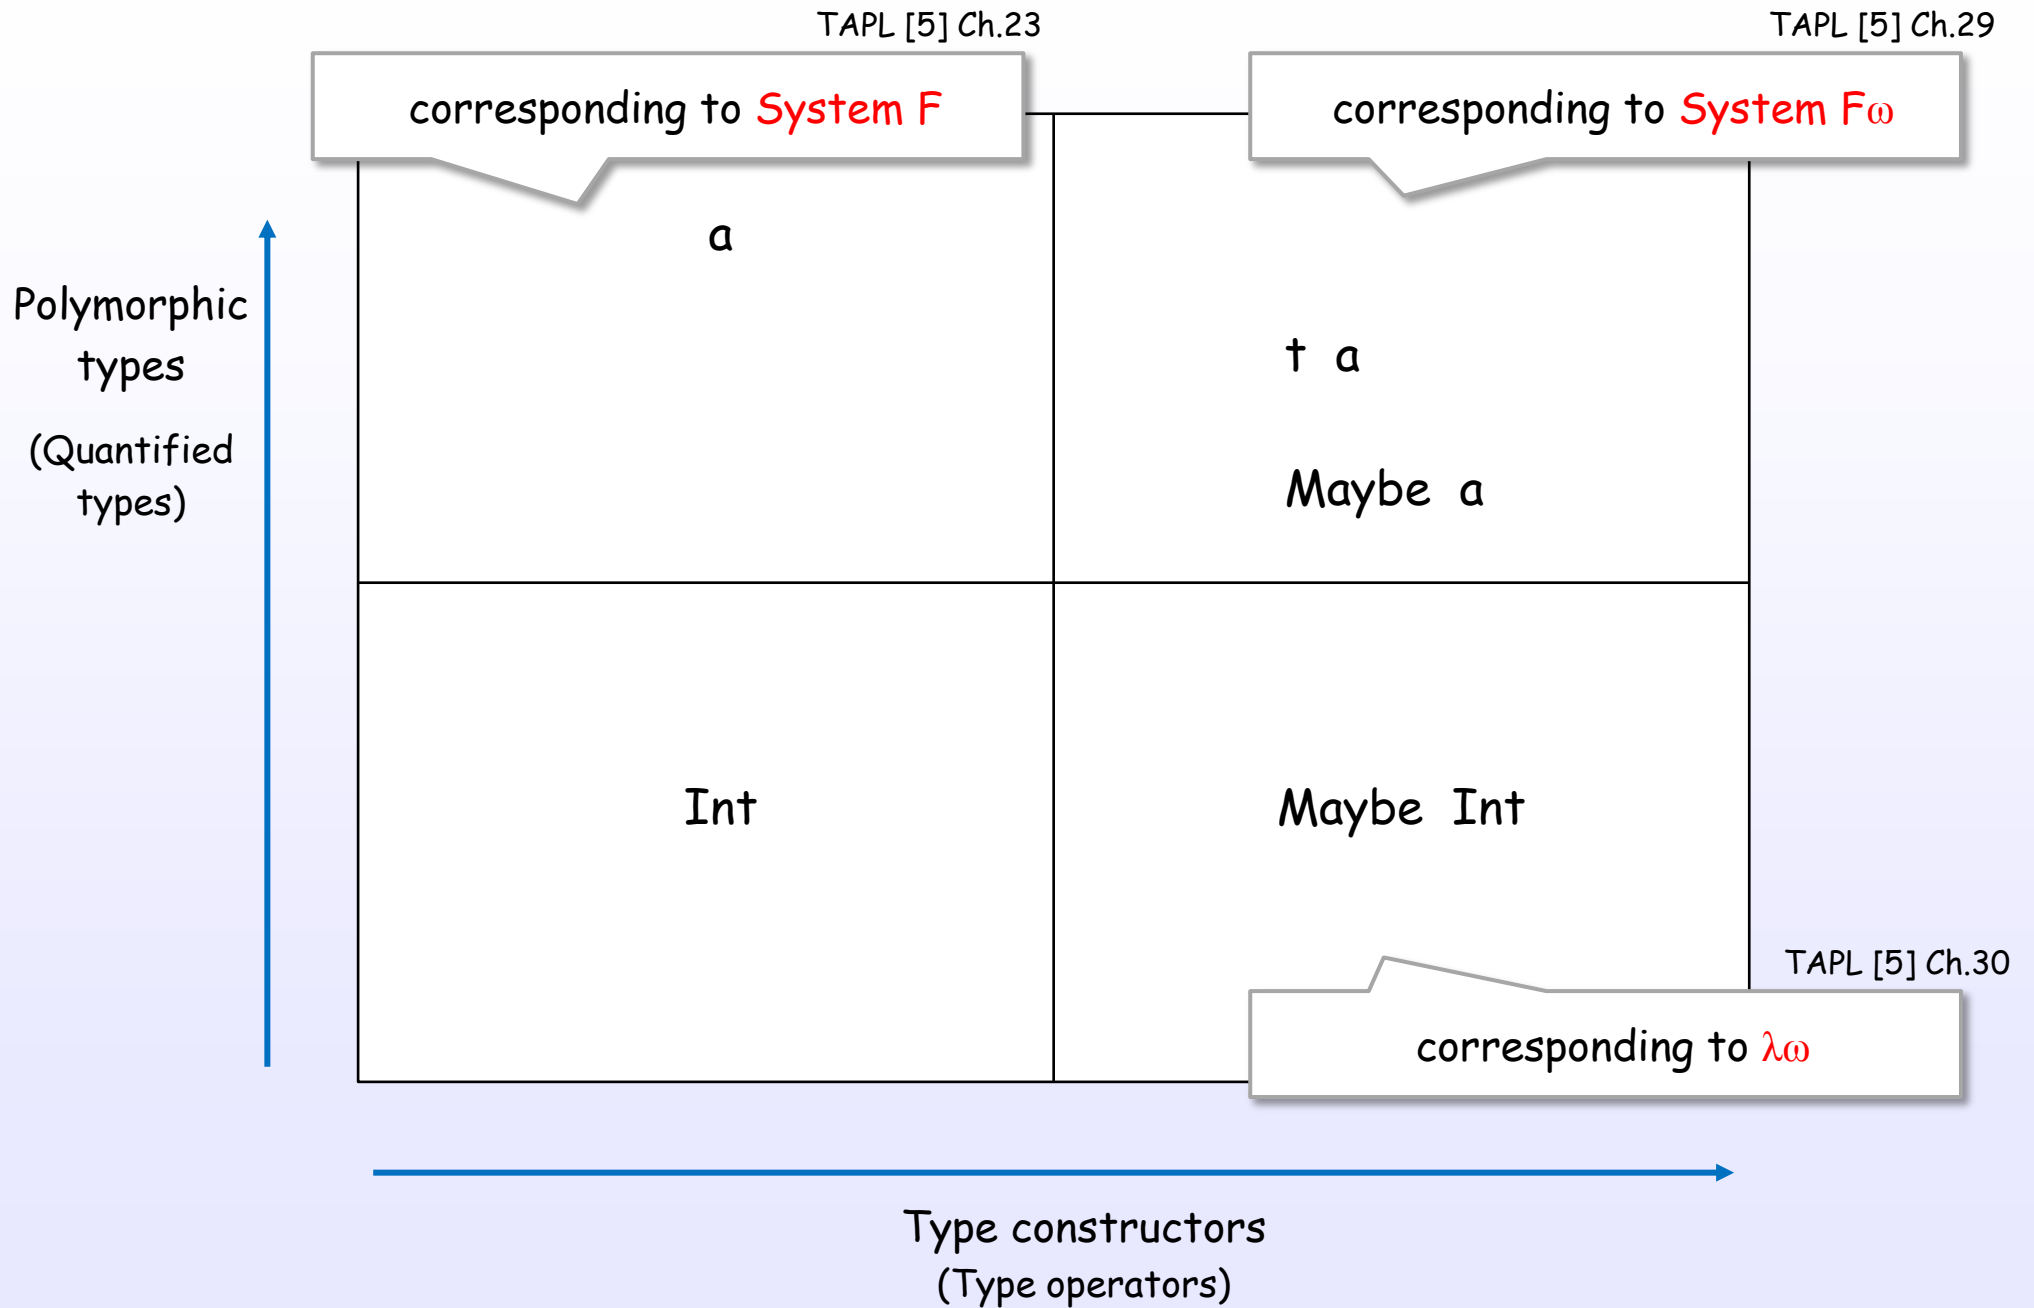 TAPL [5] Ch.23
TAPL [5] Ch.29
corresponding to System F
corresponding to System Fω
a
Polymorphic
types
(Quantified
types)
t a
Maybe a
Int
Maybe Int
TAPL [5] Ch.30
corresponding to λω
Type constructors
(Type operators)